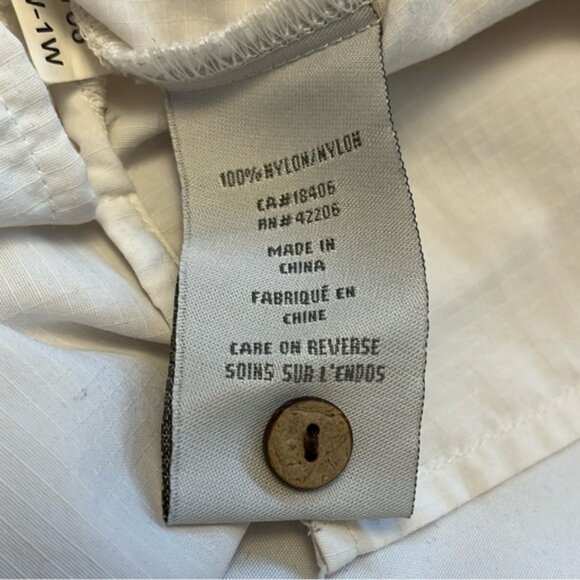 V-1W
100% NYLON/NYLON
CA#18406
RN# 42206
MADE IN
CHINA
FABRIQUÉ EN
CHINE
CARE ON REVERSE
SOINS SUR L'ENDOS